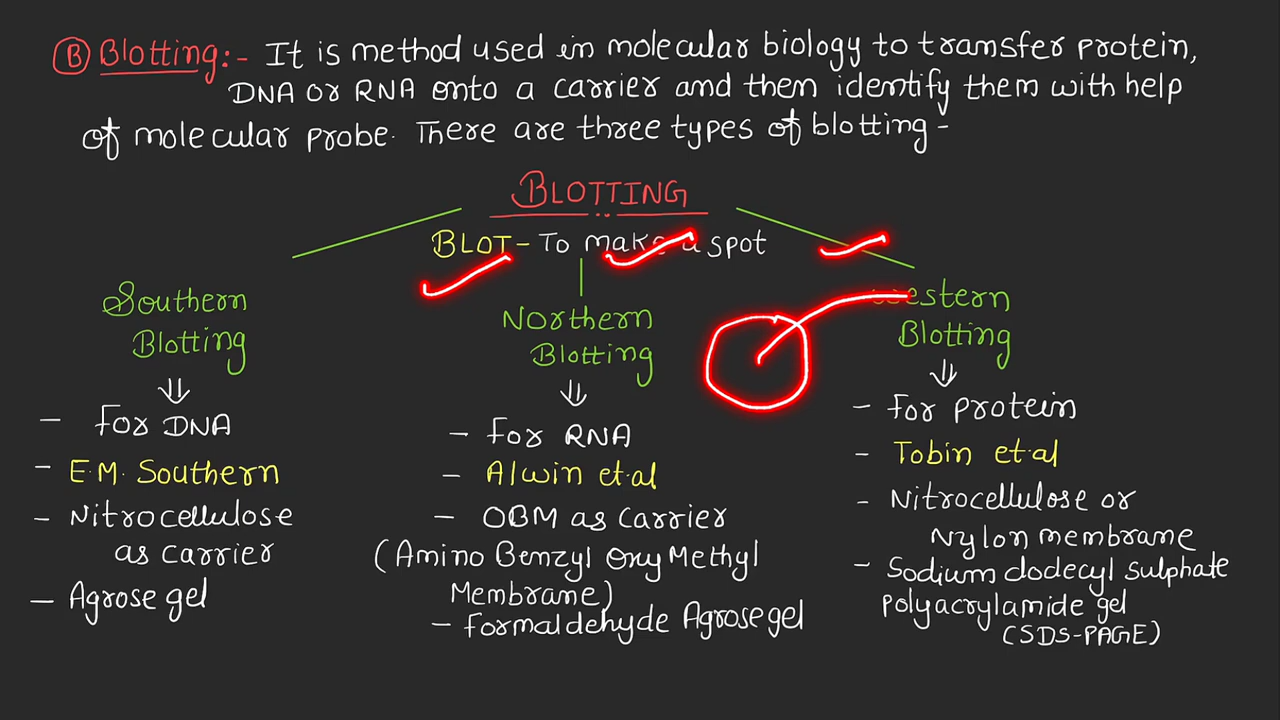 Ⓑ Blotting:- It is method used in molecular biology to transfer protein,
DNA or RNA onto a carrier and them identify them with help
of molecular probe. There are three types of blotting -
BLOTTING
BLOT - To make a spot
Southern
Blotting
⇓
- for DNA
- E.M. Southern
- Nitrocellulose
as carrier
- Agrose gel
Northern
Blotting
⇓
- for RNA
- Alwin et.al
- OBM as carrier
(Amino Benzyl OxyMethyl
Membrane)
- formaldehyde Agrose gel
Western
Blotting
⇓
- for protein
- Tobin et.al
- Nitrocellulose or
Nylon membrane
- Sodium dodecyl sulphate
polyacrylamide gel
(SDS-PAGE)